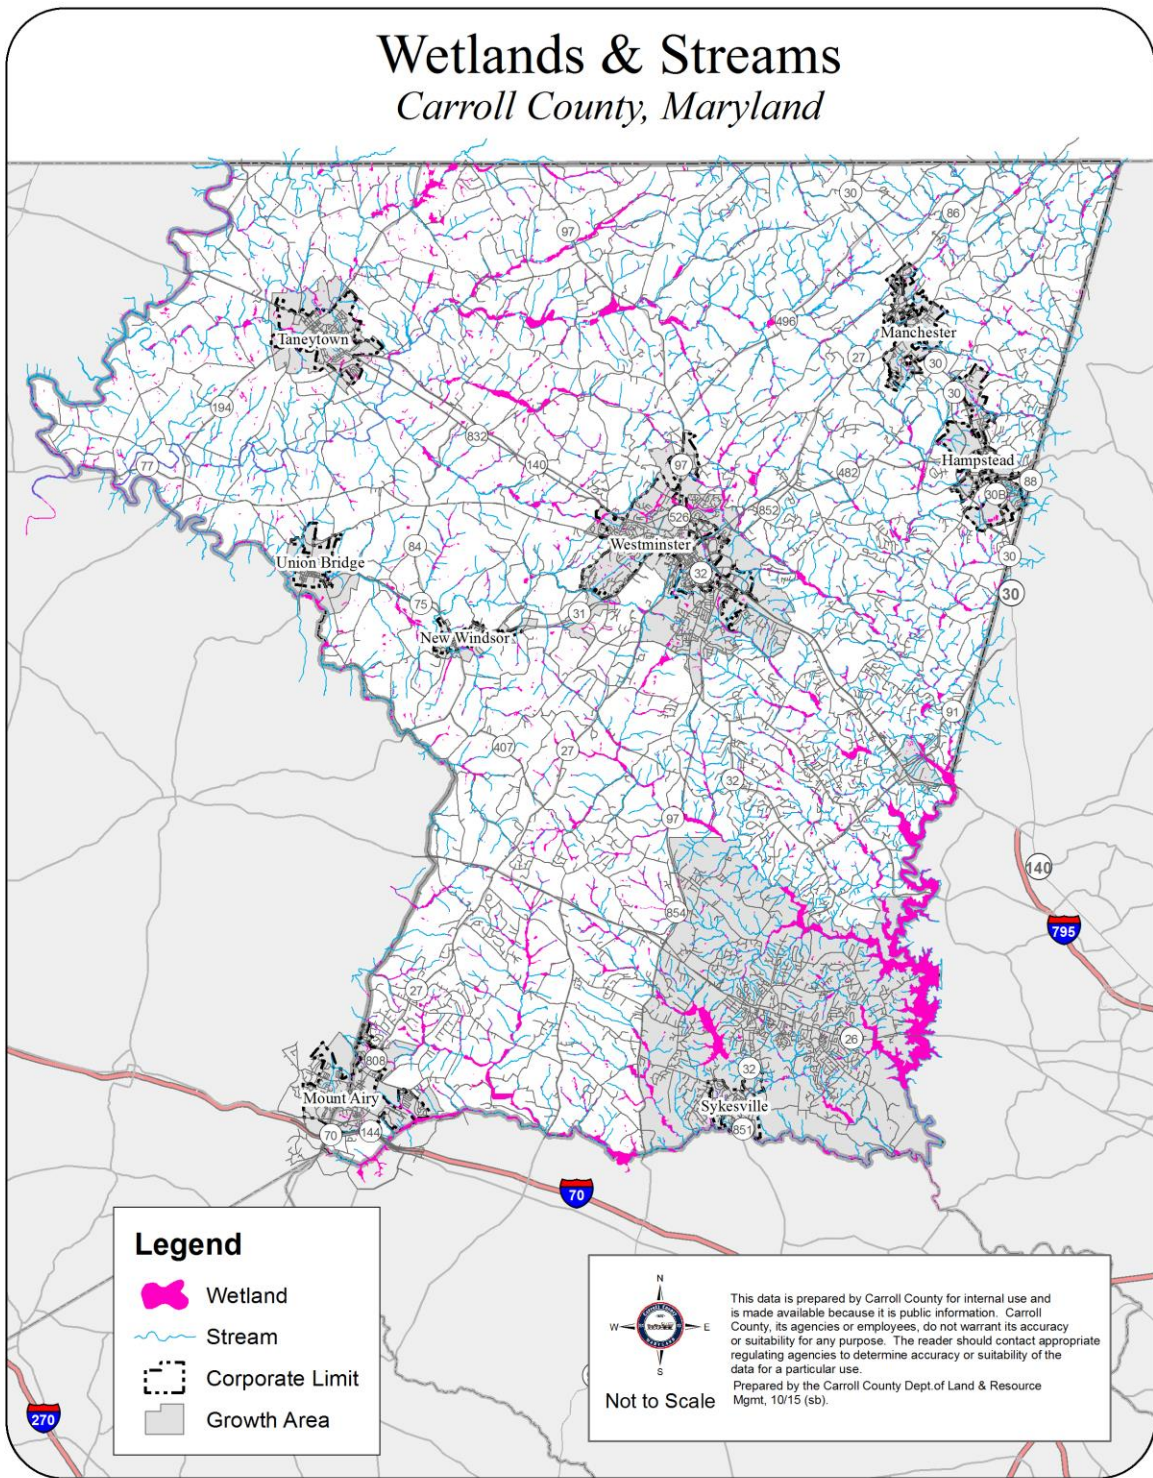 Wetlands & Streams
Carroll County, Maryland
30
86
97
Taneytown
496
Manchester
27
30
30
194
832
97
140
482
Hampstead
77
88
30B
852
526
Westminster
84
Union Bridge
32
30
75
30
31
New Windsor
91
407
27
32
97
140
854
795
27
26
808
32
Mount Airy
Sykesville
70
144
851
70
Legend
Wetland
Stream
Corporate Limit
Growth Area
270
N
W
E
S
Not to Scale
This data is prepared by Carroll County for internal use and
is made available because it is public information. Carroll
County, its agencies or employees, do not warrant its accuracy
or suitability for any purpose. The reader should contact appropriate
regulating agencies to determine accuracy or suitability of the
data for a particular use.
Prepared by the Carroll County Dept.of Land & Resource
Mgmt, 10/15 (sb).